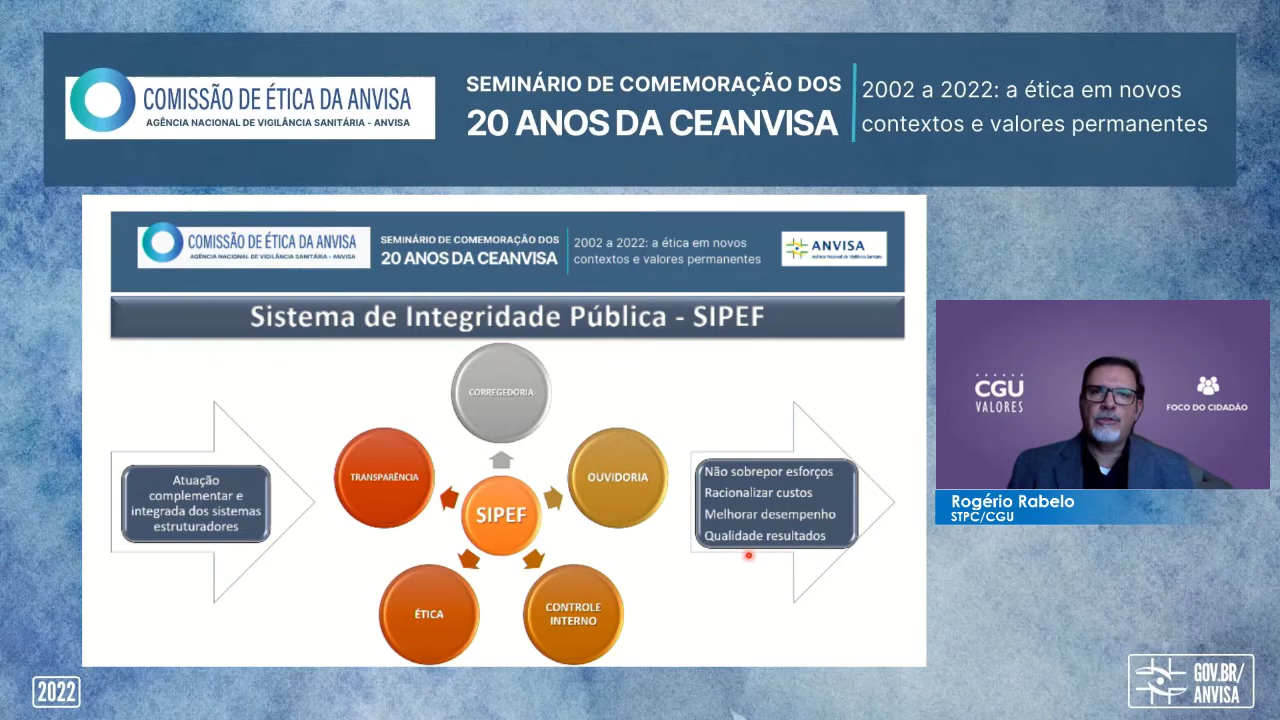 COMISSÃO DE ÉTICA DA ANVISA
AGÊNCIA NACIONAL DE VIGILÂNCIA SANITÁRIA - ANVISA
SEMINÁRIO DE COMEMORAÇÃO DOS
20 ANOS DA CEANVISA
2002 a 2022: a ética em novos
contextos e valores permanentes
COMISSÃO DE ÉTICA DA ANVISA
AGÊNCIA NACIONAL DE VIGILÂNCIA SANITÁRIA - ANVISA
SEMINÁRIO DE COMEMORAÇÃO DOS
20 ANOS DA CEANVISA
2002 a 2022: a ética em novos
contextos e valores permanentes
ANVISA
Agência Nacional de Vigilância Sanitária
Sistema de Integridade Pública - SIPEF
Atuação
complementar e
integrada dos sistemas
estruturadores
CORREGEDORIA
TRANSPARÊNCIA
OUVIDORIA
SIPEF
ÉTICA
CONTROLE
INTERNO
Não sobrepor esforços
Racionalizar custos
Melhorar desempenho
Qualidade resultados
CGU
VALORES
FOCO DO CIDADÃO
Rogério Rabelo
STPC/CGU
2022
GOV.BR/
ANVISA